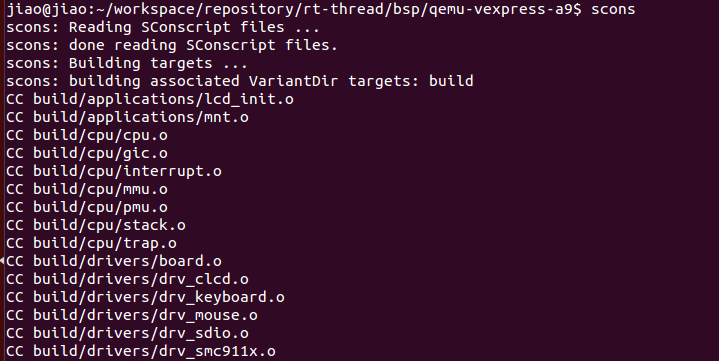 jiao@jiao:~/workspace/repository/rt-thread/bsp/qemu-vexpress-a9$ scons
scons: Reading SConscript files ...
scons: done reading SConscript files.
scons: Building targets ...
scons: building associated VariantDir targets: build
CC build/applications/lcd_init.o
CC build/applications/mnt.o
CC build/cpu/cpu.o
CC build/cpu/gic.o
CC build/cpu/interrupt.o
CC build/cpu/mmu.o
CC build/cpu/pmu.o
CC build/cpu/stack.o
CC build/cpu/trap.o
CC build/drivers/board.o
CC build/drivers/drv_clcd.o
CC build/drivers/drv_keyboard.o
CC build/drivers/drv_mouse.o
CC build/drivers/drv_sdio.o
CC build/drivers/drv_smc911x.o